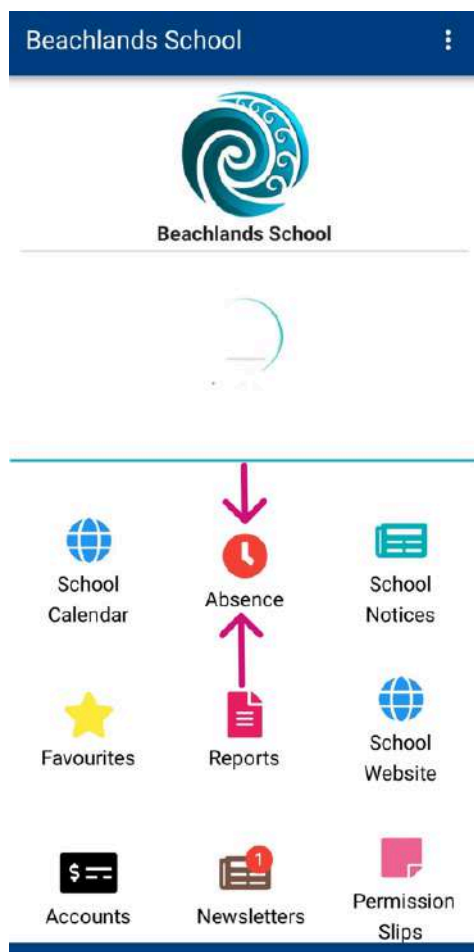 Beachlands School
Beachlands School
School
Calendar
Absence
School
Notices
Favourites
Reports
School
Website
$
Accounts
1
Newsletters
Permission
Slips